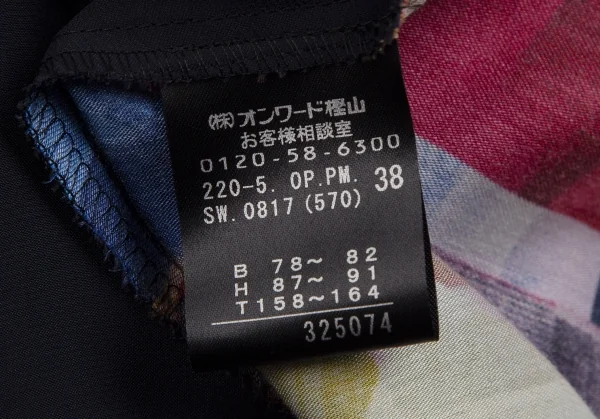 (株)オンワード樫山
お客様相談室
0120-58-6300
220-5. OP.PM. 38
SW.0817(570)
B 78～ 82
H 87～ 91
T158～164
325074